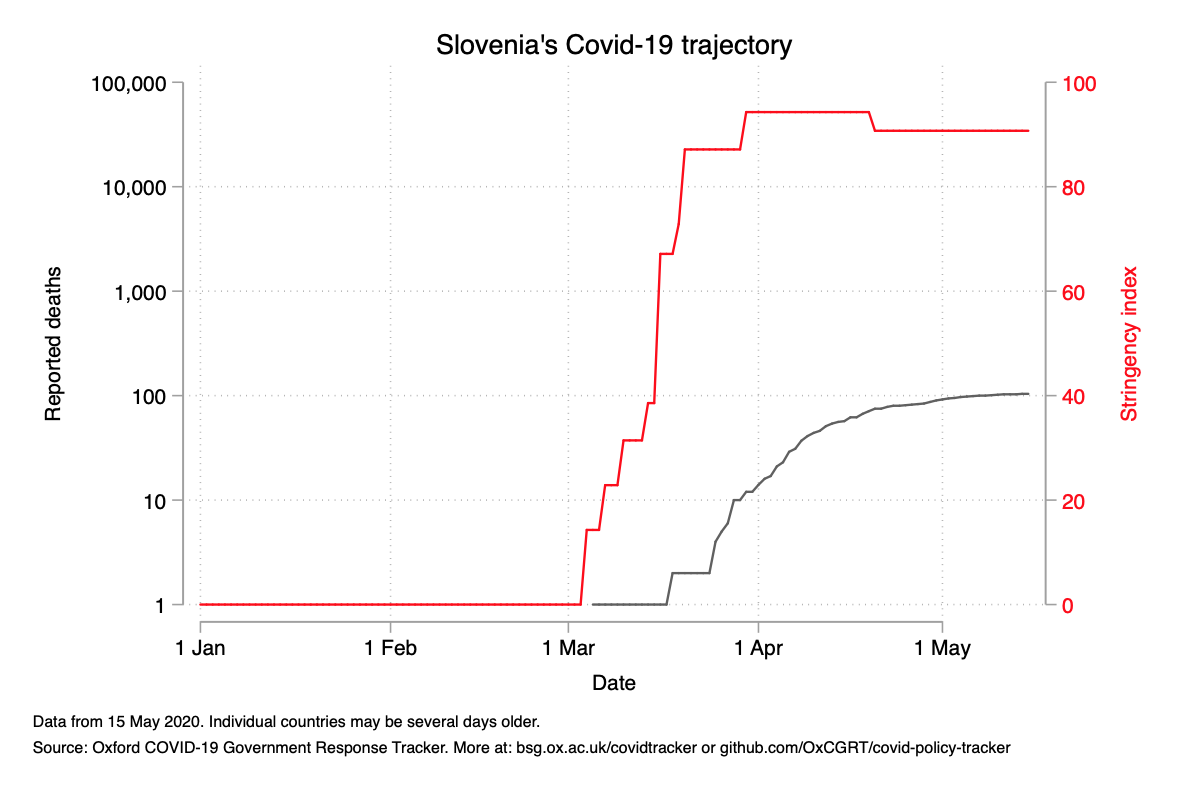 Slovenia's Covid-19 trajectory
100,000
10,000
1,000
100
10
1
Reported deaths
100
80
60
40
20
0
Stringency index
1 Jan 1 Feb 1 Mar 1 Apr 1 May
Date
Data from 15 May 2020. Individual countries may be several days older.
Source: Oxford COVID-19 Government Response Tracker. More at: bsg.ox.ac.uk/covidtracker or github.com/OxCGRT/covid-policy-tracker